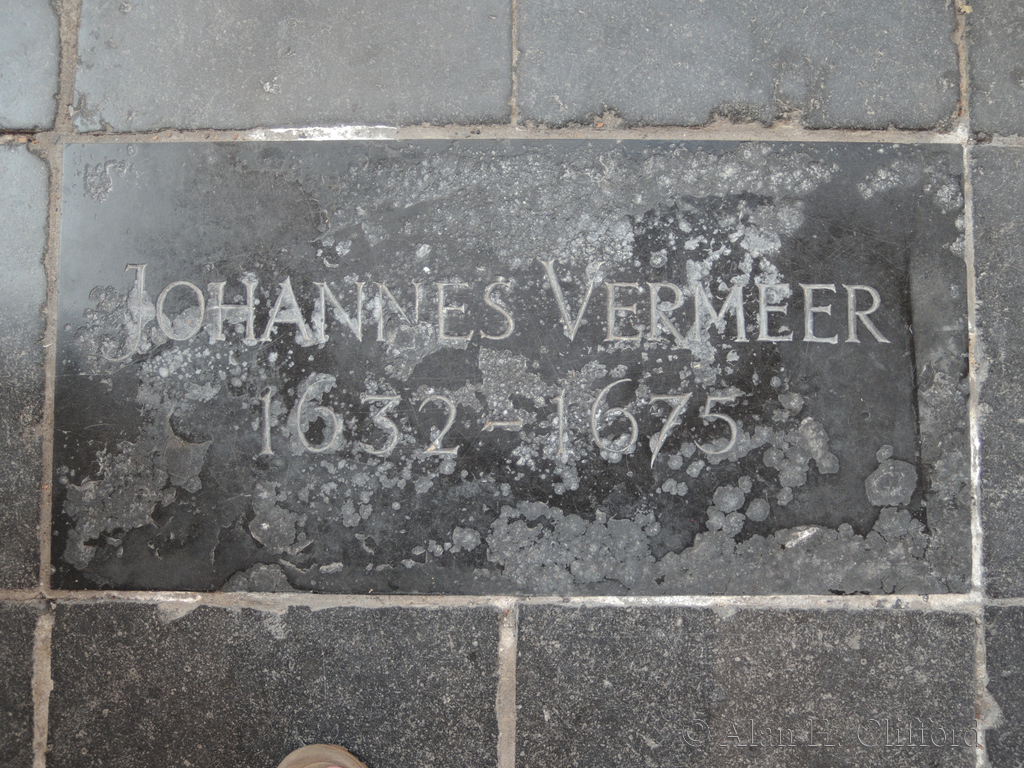 JOHANNES VERMEER
1632-1675
© Alan H. Clifford